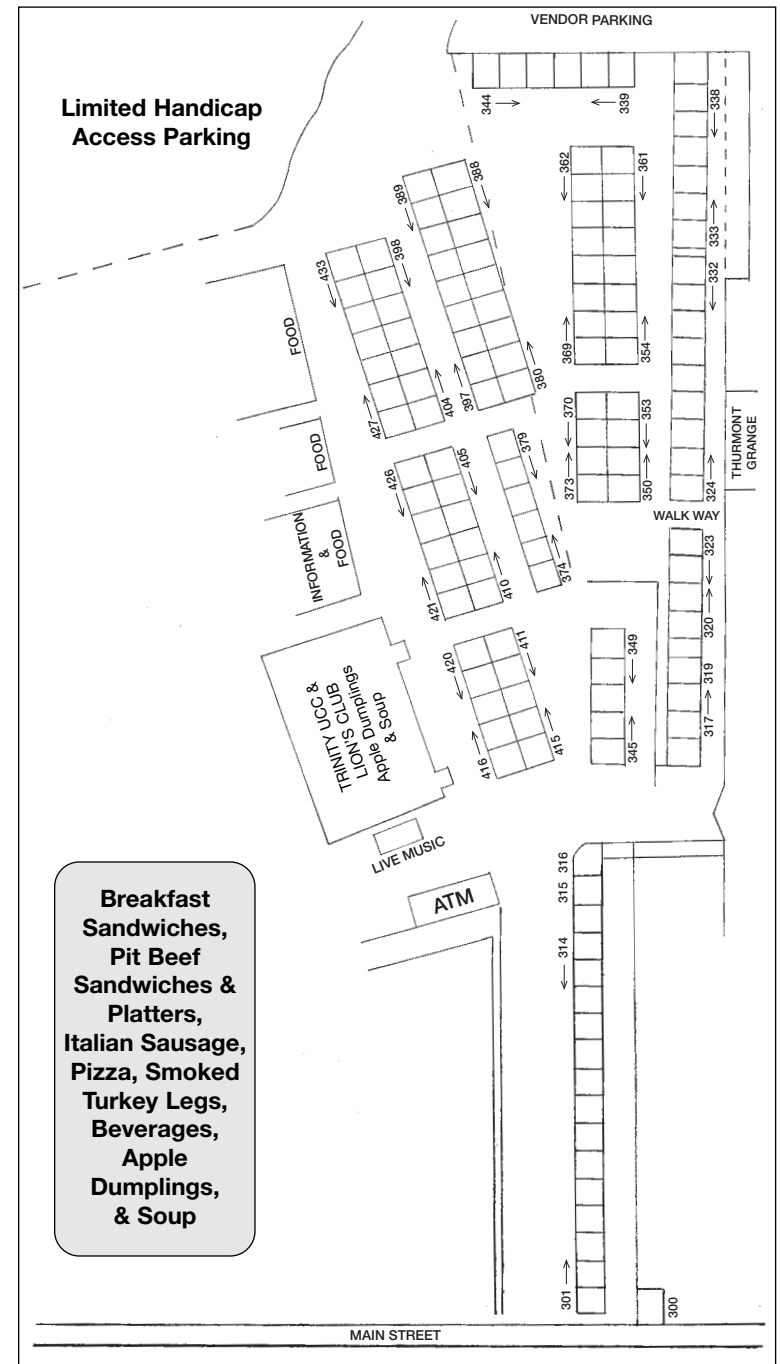 VENDOR PARKING
Limited Handicap
Access Parking
344
339
338
362
361
389
388
433
398
333
332
FOOD
369
354
397
380
404
427
370
353
THURMONT
GRANGE
FOOD
426
405
379
373
350
324
WALK WAY
INFORMATION
&
FOOD
323
374
421
410
320
420
411
349
319
TRINITY UCC &
LION'S CLUB
Apple Dumplings
& Soup
317
345
416
415
LIVE MUSIC
316
315
ATM
314
Breakfast
Sandwiches,
Pit Beef
Sandwiches &
Platters,
Italian Sausage,
Pizza, Smoked
Turkey Legs,
Beverages,
Apple
Dumplings,
& Soup
301
300
MAIN STREET